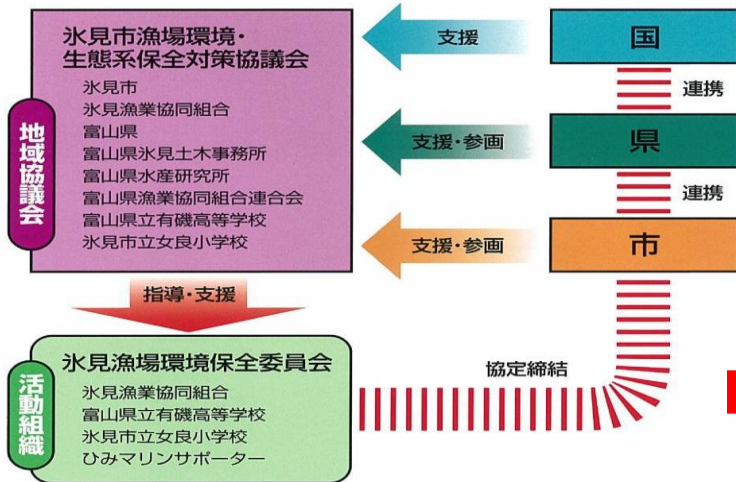 氷見市漁場環境・
生態系保全対策協議会
氷見市
氷見漁業協同組合
富山県
富山県氷見土木事務所
富山県水産研究所
富山県漁業協同組合連合会
富山県立有磯高等学校
氷見市立女良小学校
地域協議会
支援
国
連携
支援・参画
県
連携
支援・参画
市
指導・支援
氷見漁場環境保全委員会
氷見漁業協同組合
富山県立有磯高等学校
氷見市立女良小学校
ひみマリンサポーター
活動組織
協定締結